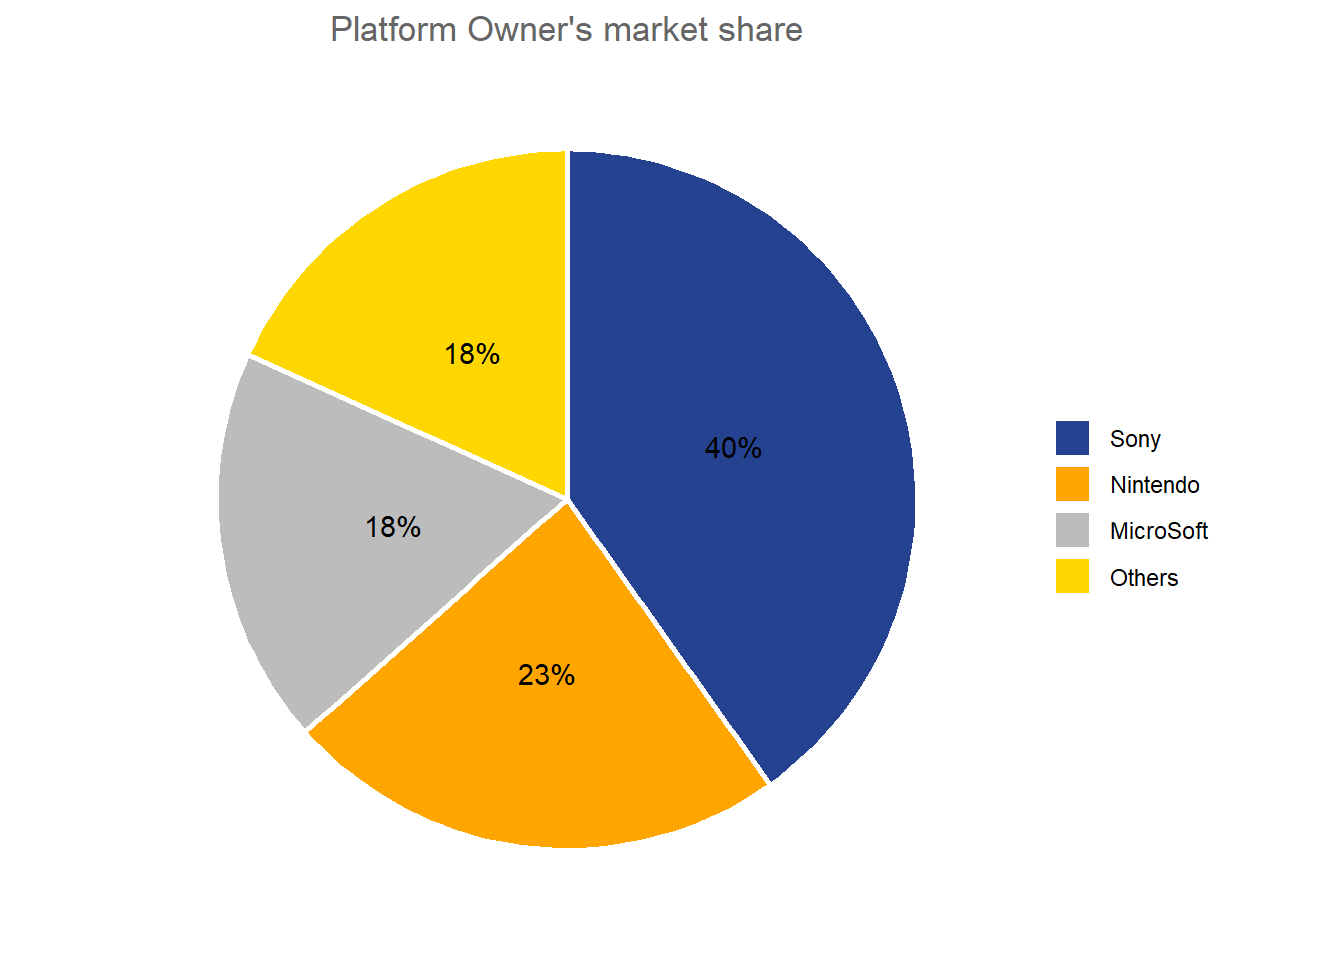 Platform Owner's market share
18%
40%
18%
23%
Sony
Nintendo
MicroSoft
Others